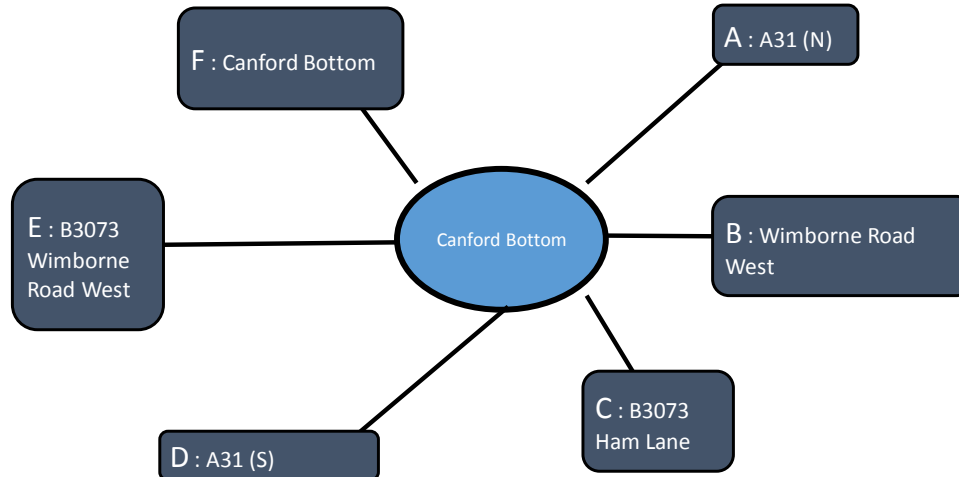 A : A31 (N)
F : Canford Bottom
E : B3073
Wimborne
Road West
Canford Bottom
B : Wimborne Road
West
C : B3073
Ham Lane
D : A31 (S)